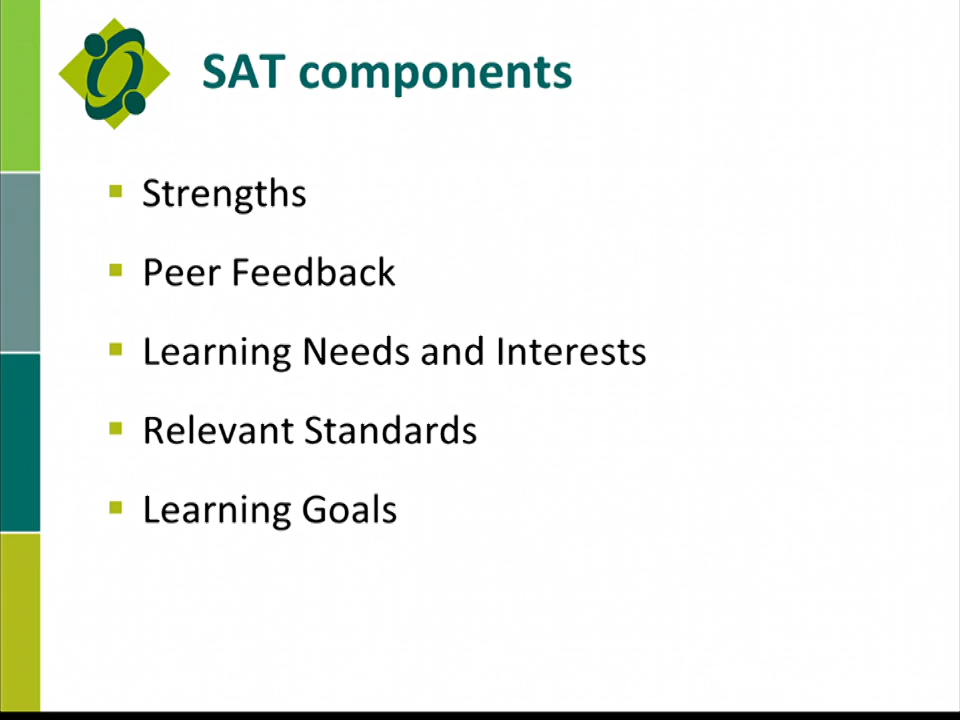 SAT components
Strengths
Peer Feedback
Learning Needs and Interests
Relevant Standards
Learning Goals